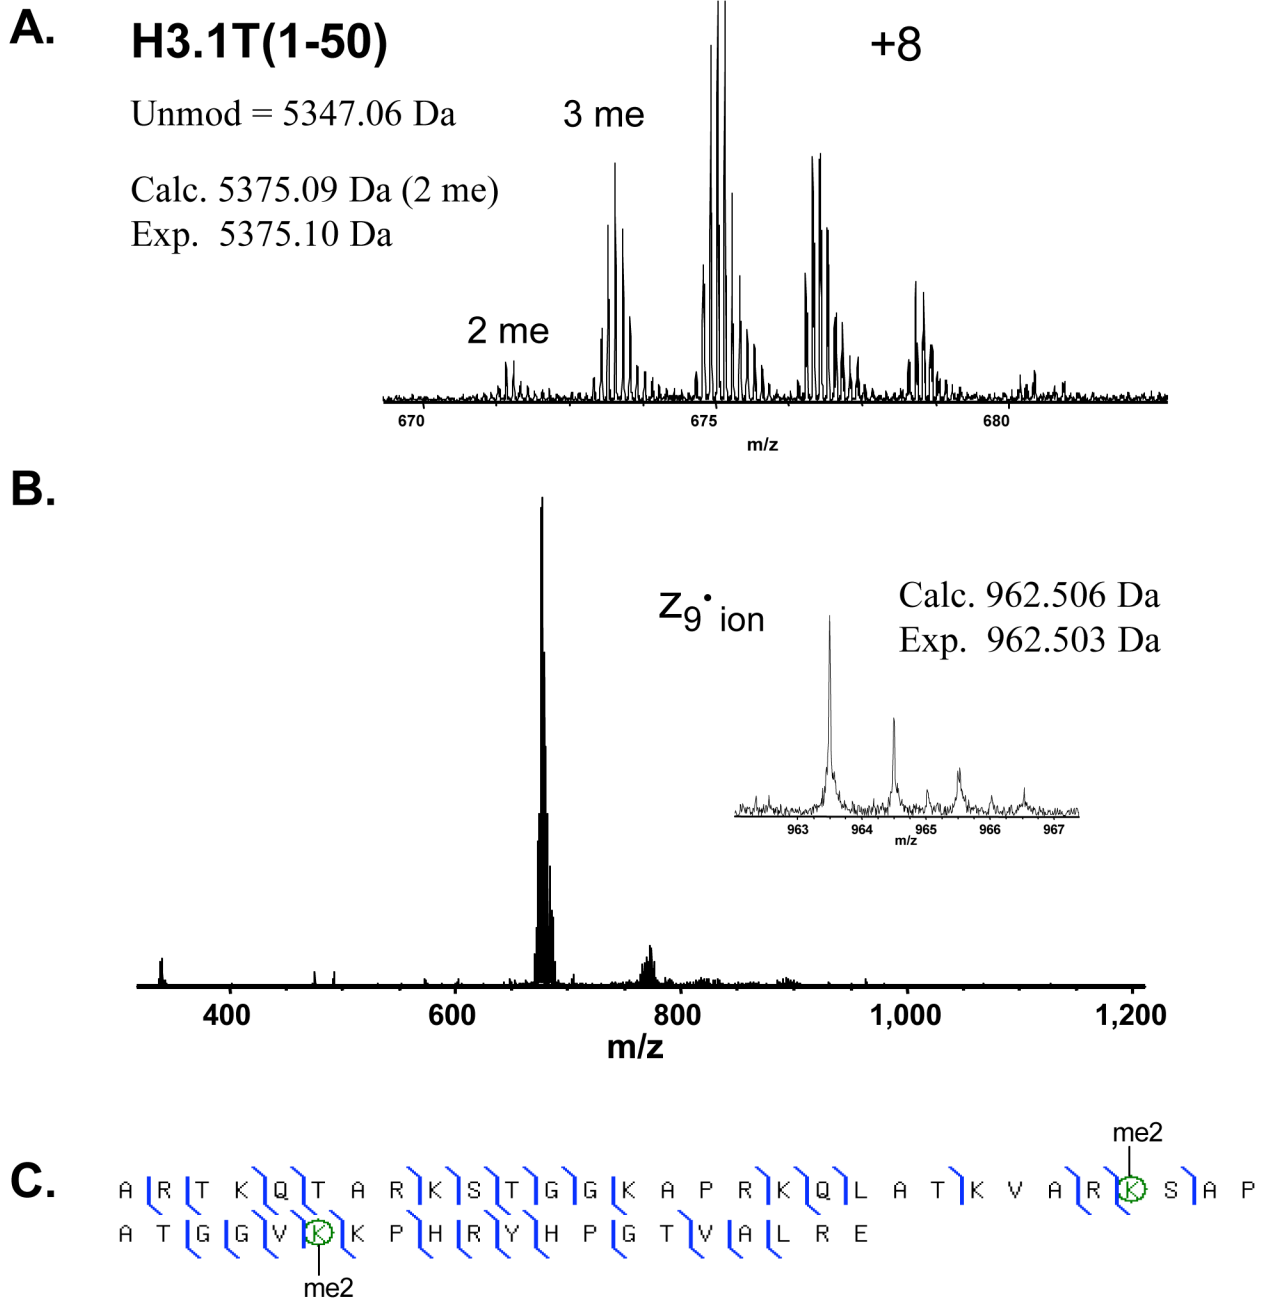 A.
H3.1T(1-50)
+8
Unmod = 5347.06 Da
3 me
Calc. 5375.09 Da (2 me)
Exp. 5375.10 Da
2 me
670 675 680
m/z
B.
Z9• ion
Calc. 962.506 Da
Exp. 962.503 Da
963 964 965 966 967
m/z
400 600 800 1,000 1,200
m/z
me2
C.
A R T K Q T A R K S T G G K A P R K Q L A T K V A R K S A P
A T G G V K K P H R Y H P G T V A L R E
me2